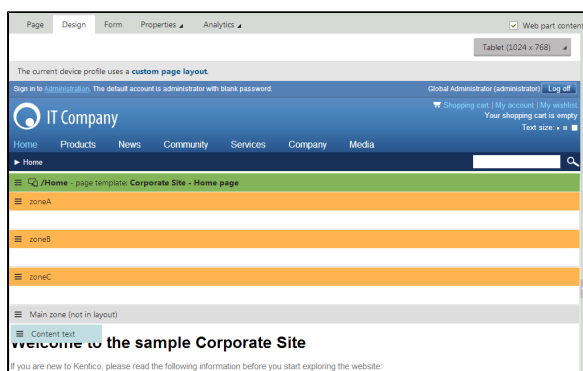 Page Design Form Properties Analytics Web part content
Tablet (1024 x 768)
The current device profile uses a custom page layout.
Sign in to Administration. The default account is administrator with blank password. Global Administrator (administrator) Log off
Shopping cart | My account | My wishlist
IT Company
Your shopping cart is empty
Text size:
Home Products News Community Services Company Media
Home
/Home - page template: Corporate Site - Home page
zoneA
zoneB
zoneC
Main zone (not in layout)
Content text
Welcome to the sample Corporate Site
If you are new to Kentico, please read the following information before you start exploring the website: